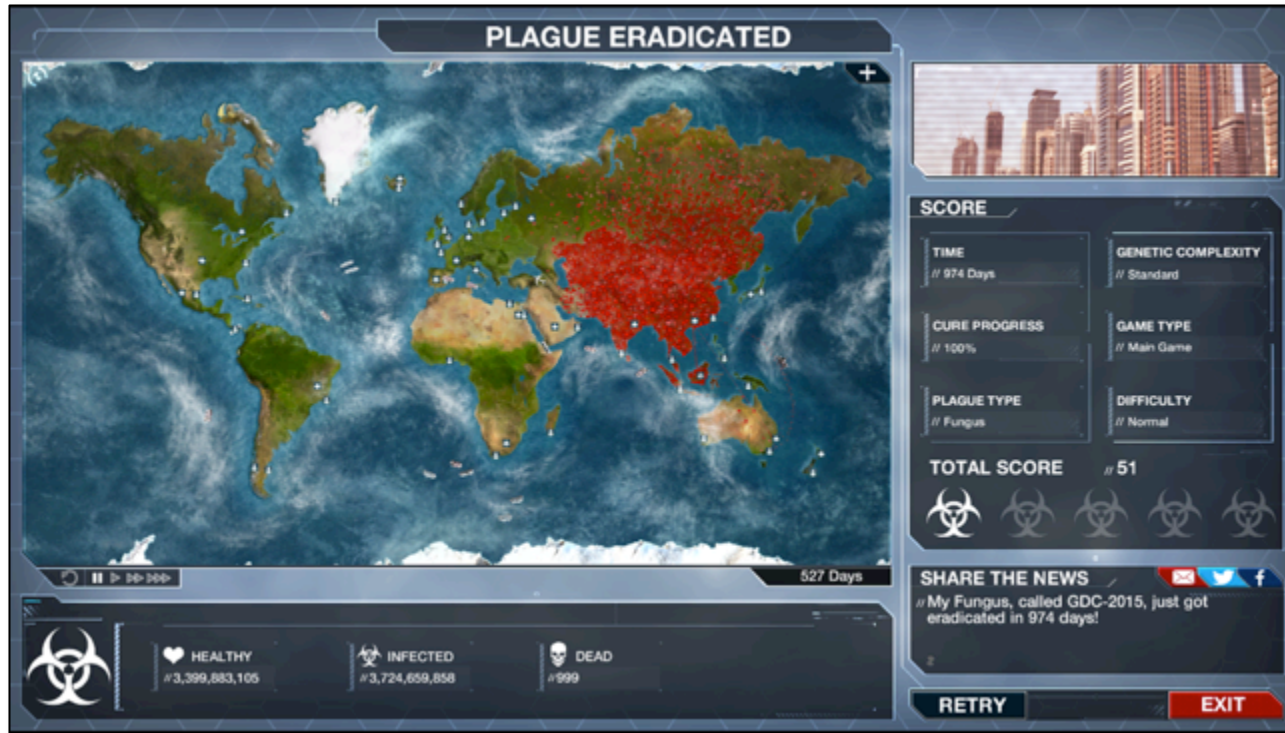 PLAGUE ERADICATED
+
527 Days
HEALTHY
// 3,399,883,105
INFECTED
// 3,724,659,858
DEAD
// 999
SCORE
TIME
// 974 Days
GENETIC COMPLEXITY
// Standard
CURE PROGRESS
// 100%
GAME TYPE
// Main Game
PLAGUE TYPE
// Fungus
DIFFICULTY
// Normal
TOTAL SCORE // 51
SHARE THE NEWS
// My Fungus, called GDC-2015, just got
eradicated in 974 days!
RETRY
EXIT